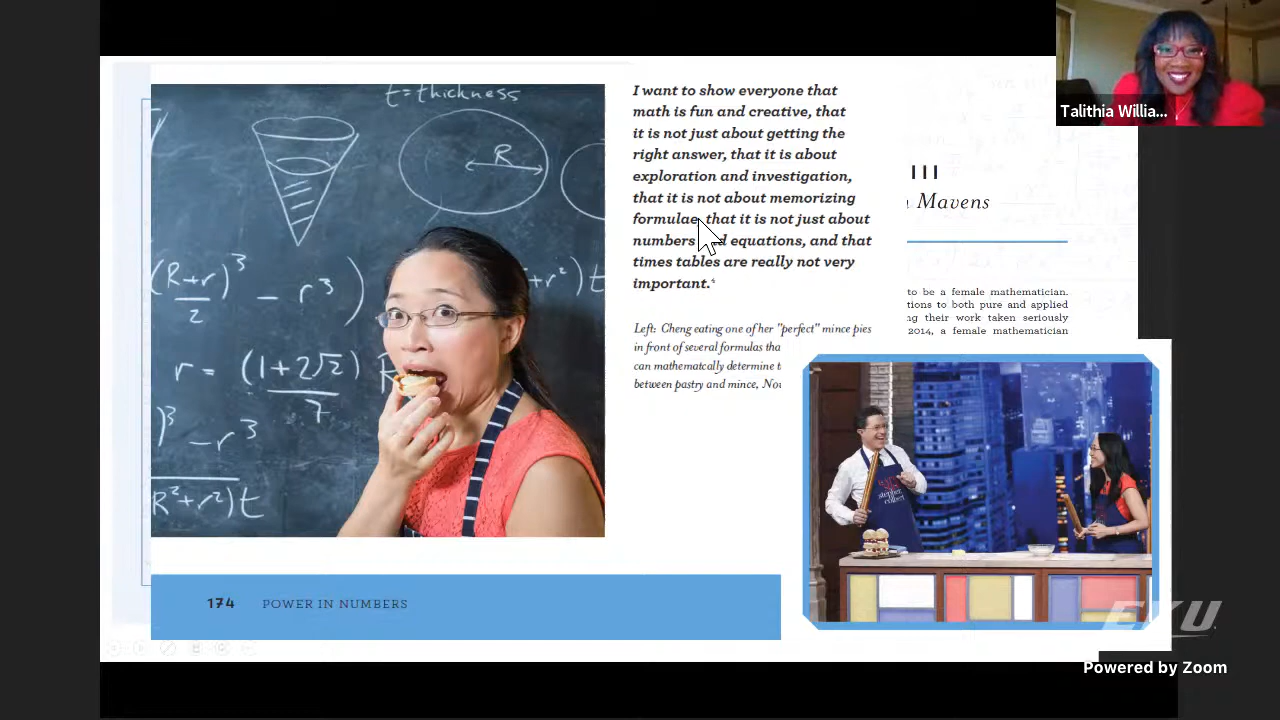 t=thickness
R
(R+r)³
2
- r³)
+r²)t
r = (1+2√2) R
7
)³ -r³
R²+r²)t
I want to show everyone that
math is fun and creative, that
it is not just about getting the
right answer, that it is about
exploration and investigation,
that it is not about memorizing
formulae, that it is not just about
numbers equations, and that
times tables are really not very
important.⁴
Left: Cheng eating one of her "perfect" mince pies
in front of several formulas tha
can mathematcally determine t
between pastry and mince, Nov
174 POWER IN NUMBERS
Talithia Willia...
III
Mavens
to be a female mathematician.
tions to both pure and applied
ng their work taken seriously
2014, a female mathematician
stephen
colbert
EKU
Powered by Zoom